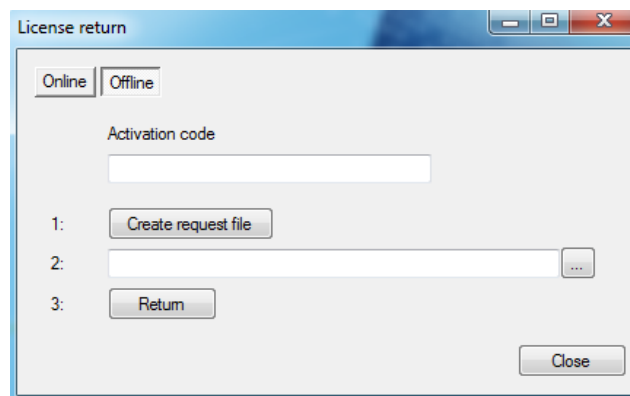 License return
Online Offline
Activation code
1: Create request file
2: ...
3: Return
Close